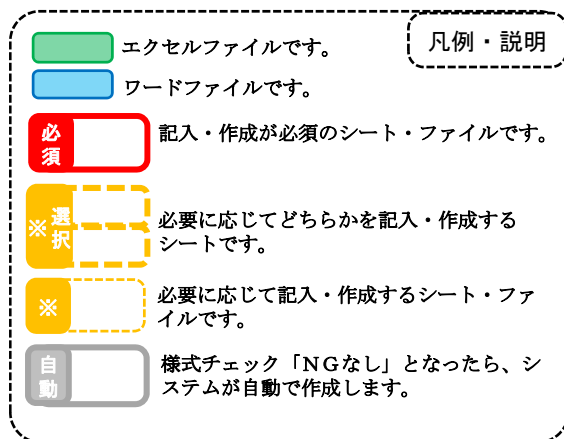 凡例・説明
エクセルファイルです。
ワードファイルです。
必須
記入・作成が必須のシート・ファイルです。
※選択
必要に応じてどちらかを記入・作成する
シートです。
※
必要に応じて記入・作成するシート・ファ
イルです。
自動
様式チェック「ＮＧなし」となったら、シ
ステムが自動で作成します。